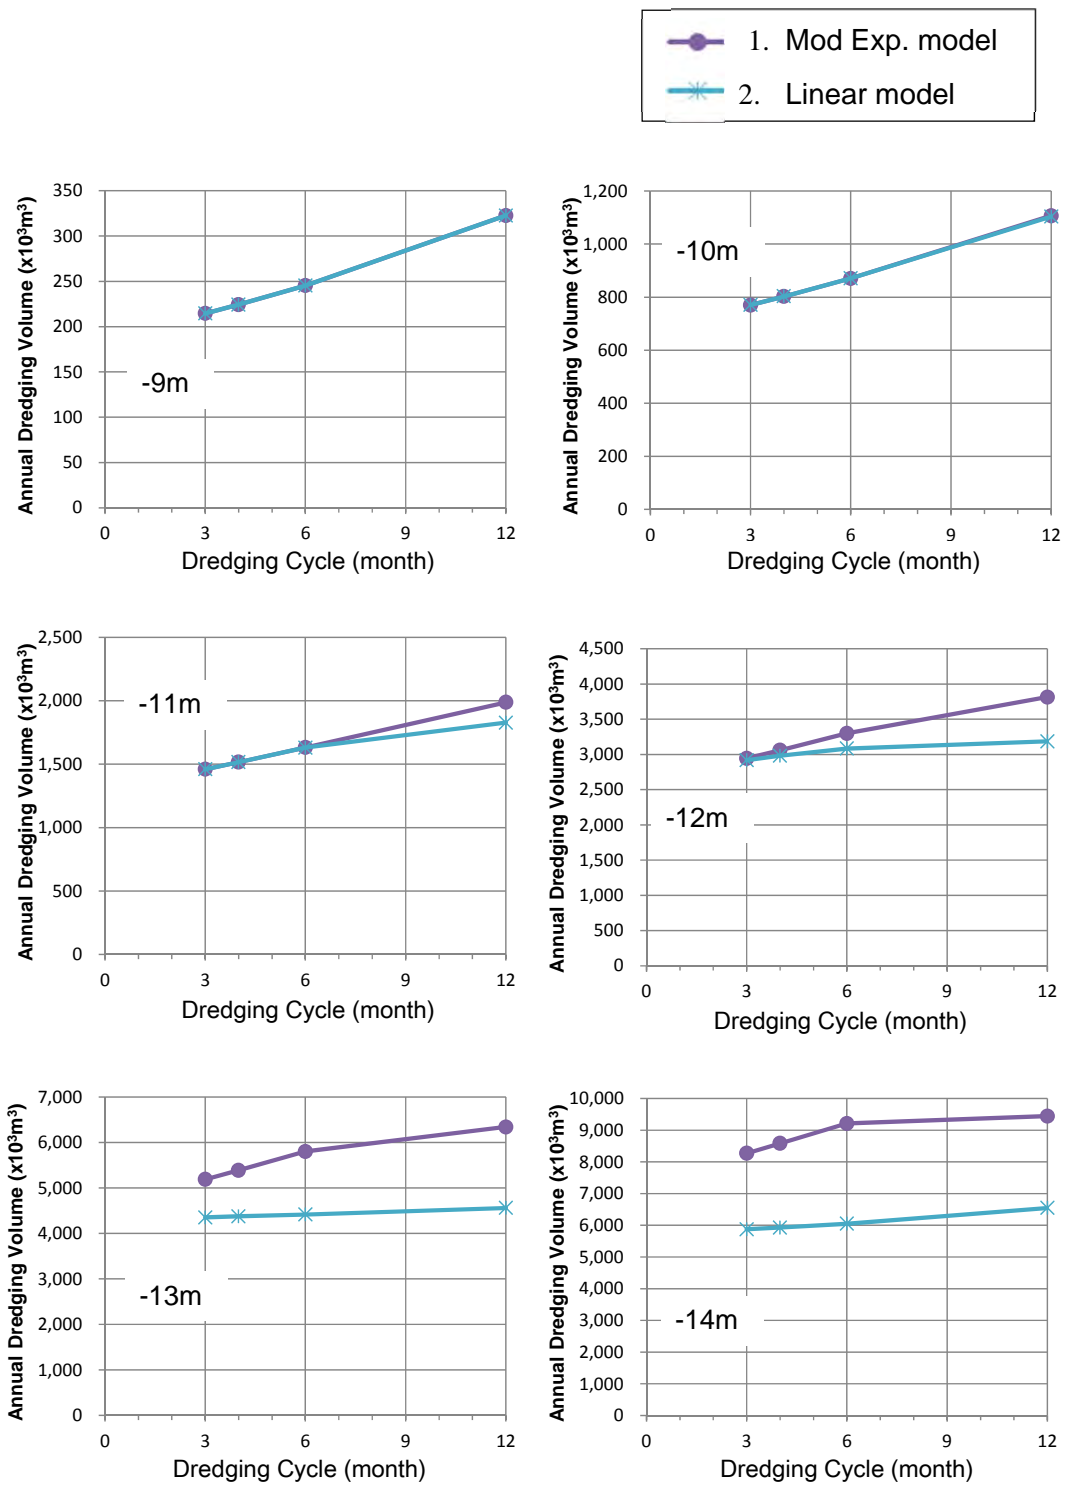 1. Mod Exp. model
2. Linear model
Annual Dredging Volume (x10³m³)
350
300
250
200
150
100
50
0
-9m
0 3 6 9 12
Dredging Cycle (month)
Annual Dredging Volume (x10³m³)
1,200
1,000
800
600
400
200
0
-10m
0 3 6 9 12
Dredging Cycle (month)
Annual Dredging Volume (x10³m³)
2,500
2,000
1,500
1,000
500
0
-11m
0 3 6 9 12
Dredging Cycle (month)
Annual Dredging Volume (x10³m³)
4,500
4,000
3,500
3,000
2,500
2,000
1,500
1,000
500
0
-12m
0 3 6 9 12
Dredging Cycle (month)
Annual Dredging Volume (x10³m³)
7,000
6,000
5,000
4,000
3,000
2,000
1,000
0
-13m
0 3 6 9 12
Dredging Cycle (month)
Annual Dredging Volume (x10³m³)
10,000
9,000
8,000
7,000
6,000
5,000
4,000
3,000
2,000
1,000
0
-14m
0 3 6 9 12
Dredging Cycle (month)